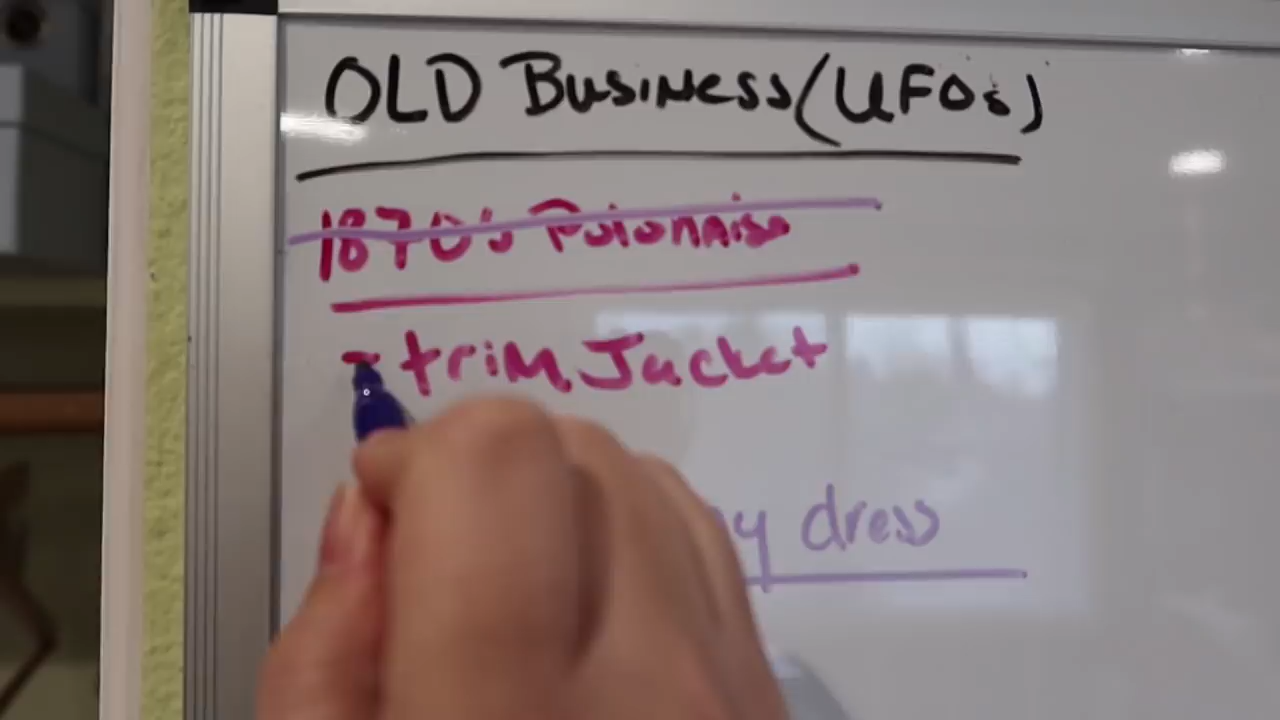 OLD BUSINESS (UFOs)
1870's Polonaise
- trim Jacket
dress